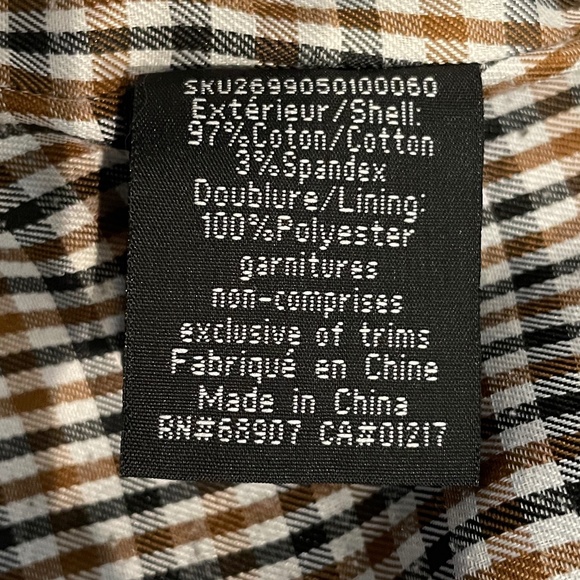 SKU2699050100060
Extérieur/Shell:
97%Coton/Cotton
3%Spandex
Doublure/Lining:
100%Polyester
garnitures
non-comprises
exclusive of trims
Fabriqué en Chine
Made in China
RN#68907 CA#01217